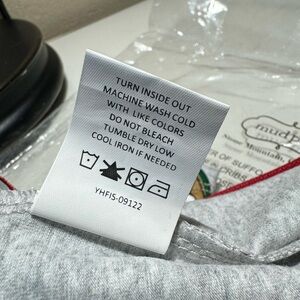 TURN INSIDE OUT
MACHINE WASH COLD
WITH LIKE COLORS
DO NOT BLEACH
TUMBLE DRY LOW
COOL IRON IF NEEDED
YHFIS-09122
mud